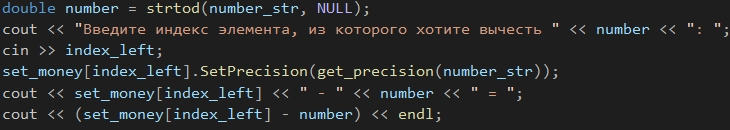 double number = strtod(number_str, NULL);
cout << "Введите индекс элемента, из которого хотите вычесть " << number << ": ";
cin >> index_left;
set_money[index_left].SetPrecision(get_precision(number_str));
cout << set_money[index_left] << " - " << number << " = ";
cout << (set_money[index_left] - number) << endl;